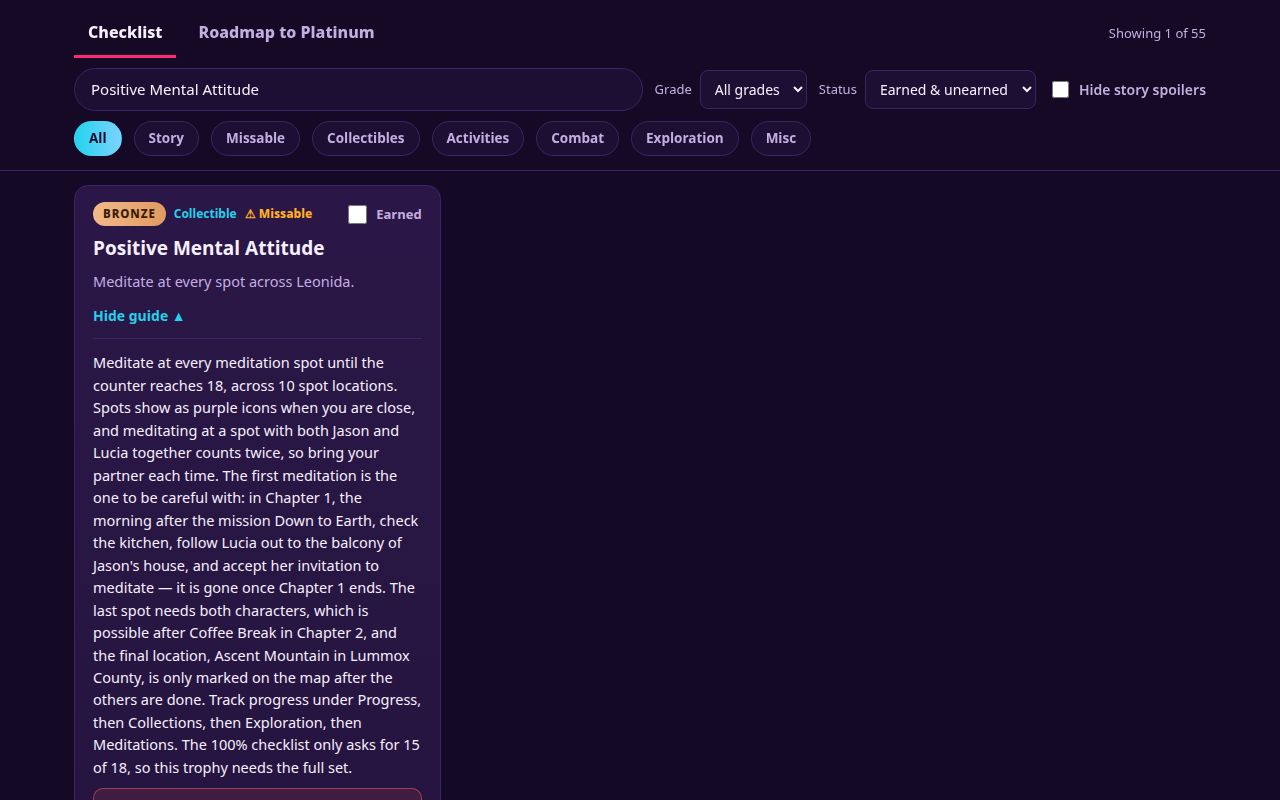 Checklist
Roadmap to Platinum
Showing 1 of 55
Positive Mental Attitude
Grade
All grades
Status
Earned & unearned
Hide story spoilers
All
Story
Missable
Collectibles
Activities
Combat
Exploration
Misc
BRONZE
Collectible
⚠ Missable
Earned
Positive Mental Attitude
Meditate at every spot across Leonida.
Hide guide ▲
Meditate at every meditation spot until the
counter reaches 18, across 10 spot locations.
Spots show as purple icons when you are close,
and meditating at a spot with both Jason and
Lucia together counts twice, so bring your
partner each time. The first meditation is the
one to be careful with: in Chapter 1, the
morning after the mission Down to Earth, check
the kitchen, follow Lucia out to the balcony of
Jason's house, and accept her invitation to
meditate — it is gone once Chapter 1 ends. The
last spot needs both characters, which is
possible after Coffee Break in Chapter 2, and
the final location, Ascent Mountain in Lummox
County, is only marked on the map after the
others are done. Track progress under Progress,
then Collections, then Exploration, then
Meditations. The 100% checklist only asks for 15
of 18, so this trophy needs the full set.